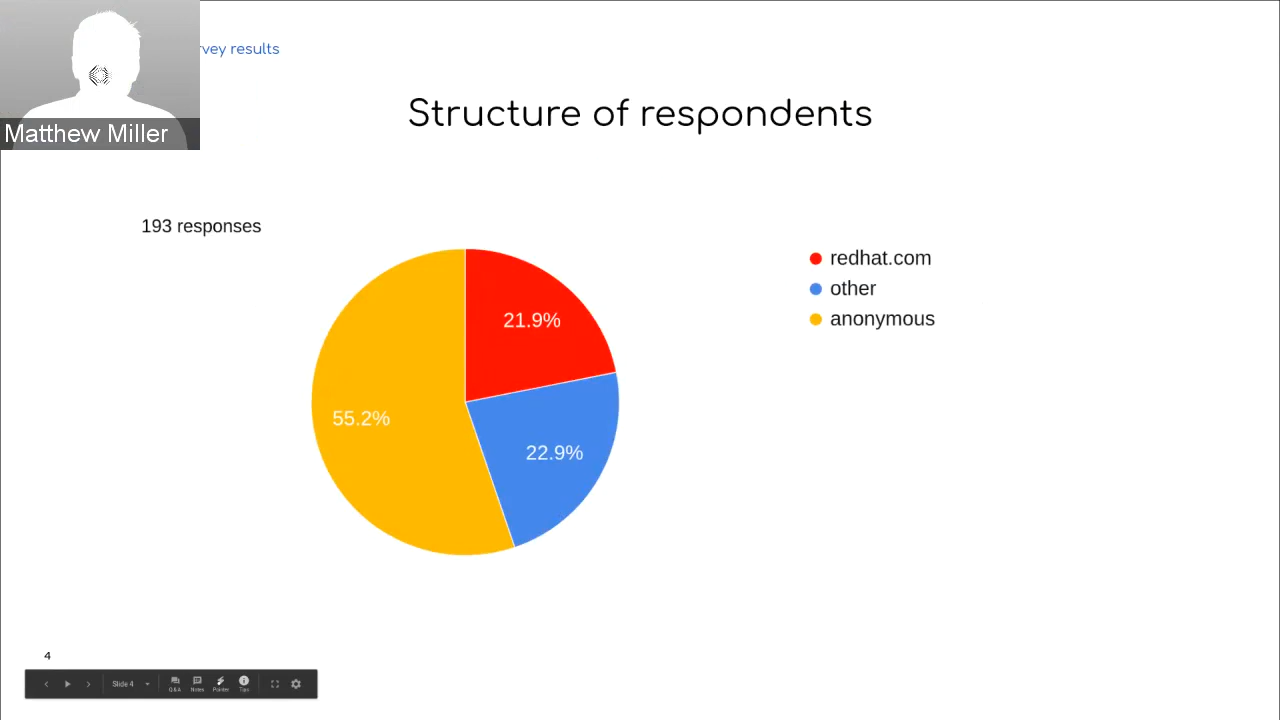 rvey results
Matthew Miller
Structure of respondents
193 responses
redhat.com
other
anonymous
21.9%
55.2%
22.9%
4
Slide 4
Q&A
Notes
Pointer
Tips